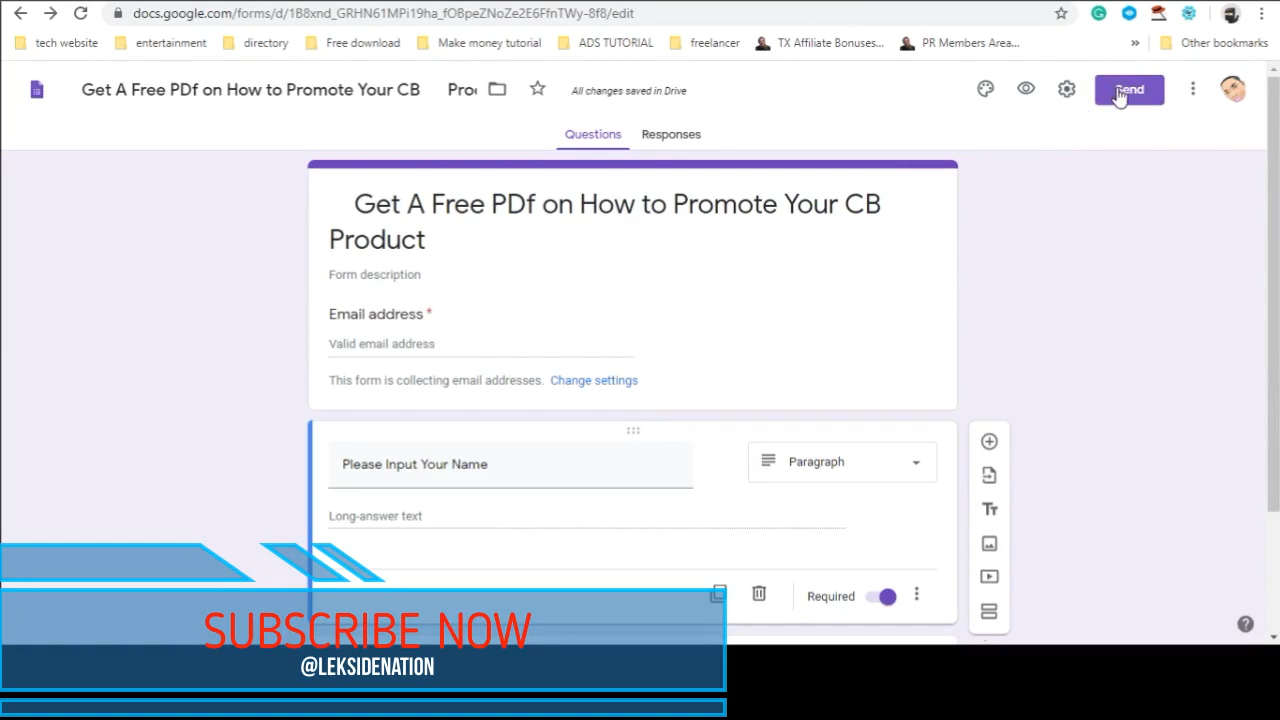 docs.google.com/forms/d/1B8xnd_GRHN61MPi19ha_fOBpeZNoZe2E6FfnTWy-8f8/edit
tech website entertainment directory Free download Make money tutorial ADS TUTORIAL freelancer TX Affiliate Bonuses... PR Members Area... » Other bookmarks
Get A Free PDf on How to Promote Your CB Proc All changes saved in Drive Send
Questions Responses
Get A Free PDf on How to Promote Your CB
Product
Form description
Email address *
Valid email address
This form is collecting email addresses. Change settings
Please Input Your Name Paragraph
Long-answer text
Required
SUBSCRIBE NOW
@LEKSIDENATION